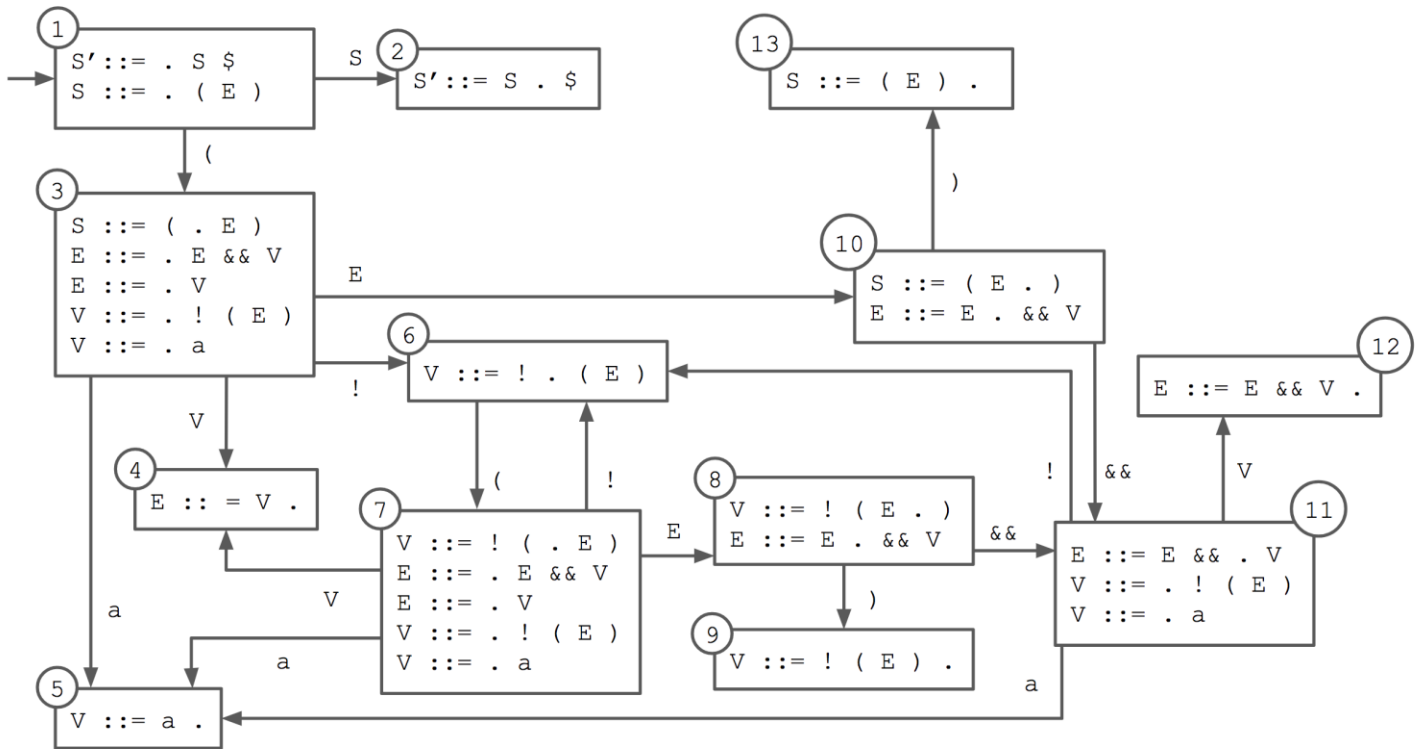 1
S'::= . S $
S ::= . ( E )
S
2
S'::= S . $
13
S ::= ( E ) .
(
)
3
S ::= ( . E )
E ::= . E && V
E ::= . V
V ::= . ! ( E )
V ::= . a
E
10
S ::= ( E . )
E ::= E . && V
!
6
V ::= ! . ( E )
12
E ::= E && V .
V
4
E :: = V .
a
(
!
7
V ::= ! ( . E )
E ::= . E && V
E ::= . V
V ::= . ! ( E )
V ::= . a
V
a
E
8
V ::= ! ( E . )
E ::= E . && V
&&
)
9
V ::= ! ( E ) .
!
&&
V
11
E ::= E && . V
V ::= . ! ( E )
V ::= . a
a
5
V ::= a .